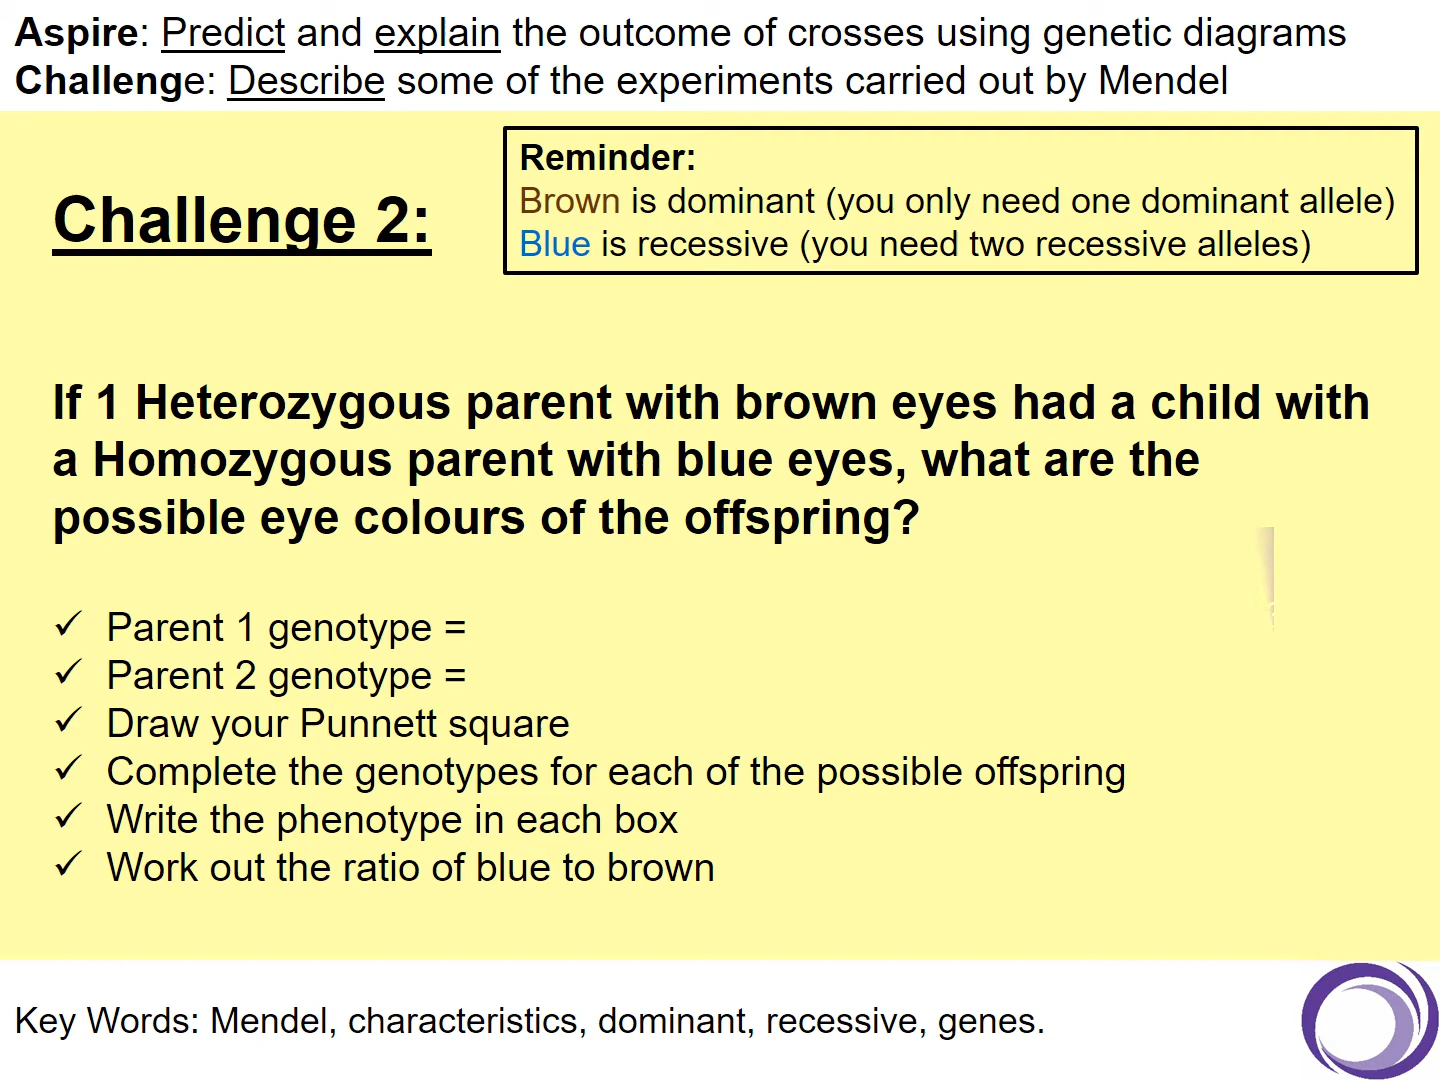 Aspire: Predict and explain the outcome of crosses using genetic diagrams
Challenge: Describe some of the experiments carried out by Mendel
Reminder:
Brown is dominant (you only need one dominant allele)
Blue is recessive (you need two recessive alleles)
Challenge 2:
If 1 Heterozygous parent with brown eyes had a child with
a Homozygous parent with blue eyes, what are the
possible eye colours of the offspring?
✓ Parent 1 genotype =
✓ Parent 2 genotype =
✓ Draw your Punnett square
✓ Complete the genotypes for each of the possible offspring
✓ Write the phenotype in each box
✓ Work out the ratio of blue to brown
Key Words: Mendel, characteristics, dominant, recessive, genes.